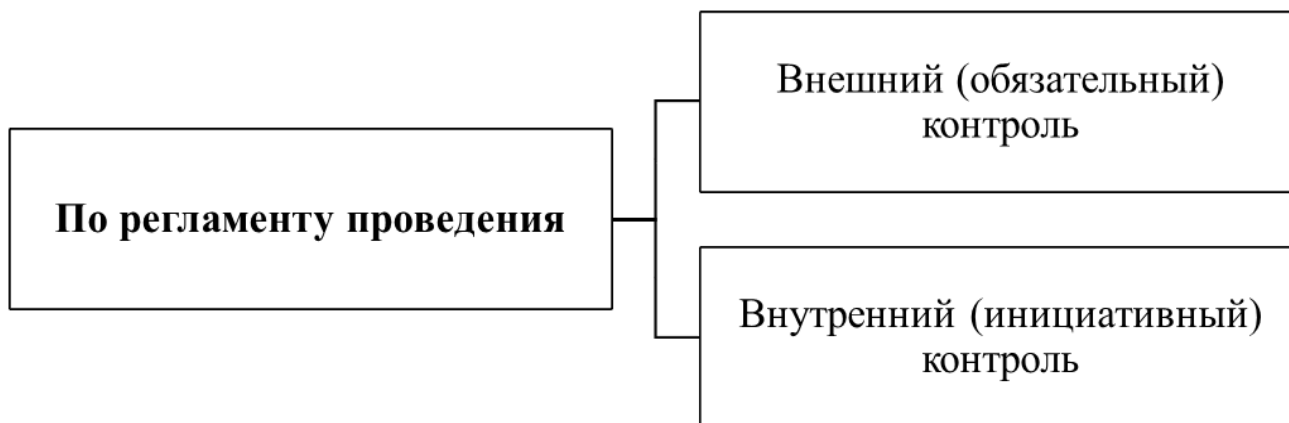 По регламенту проведения
Внешний (обязательный)
контроль
Внутренний (инициативный)
контроль